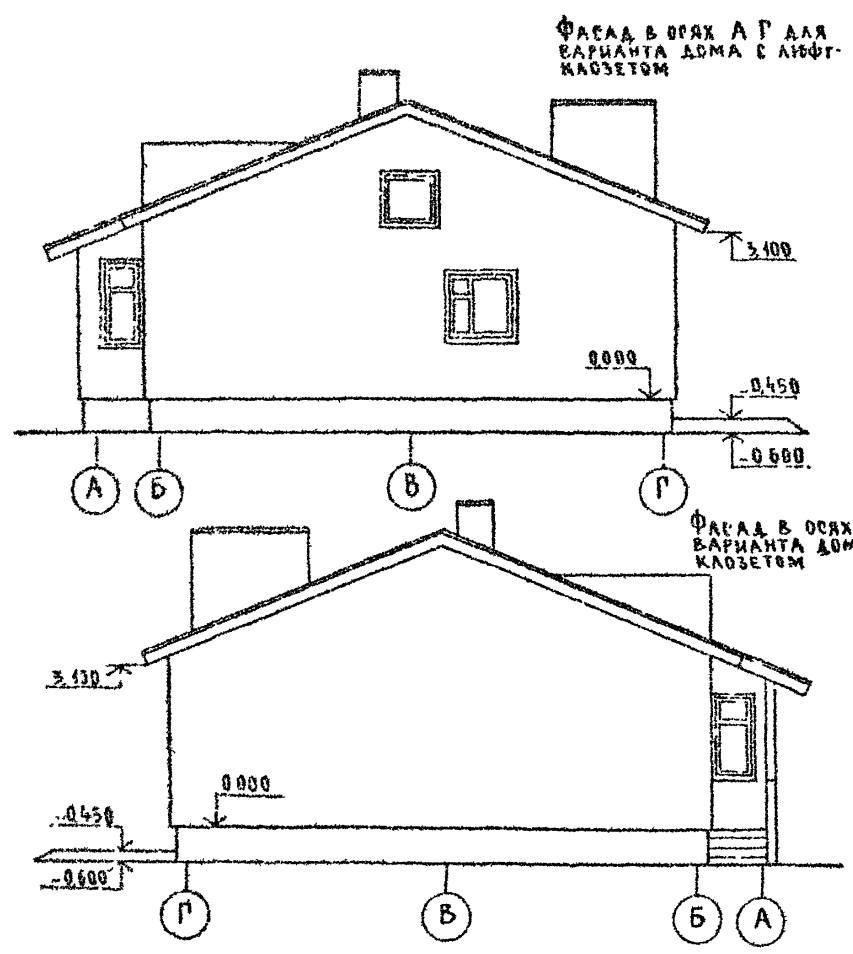 ФАСАД В ОСЯХ А Г ДЛЯ
ВАРИАНТА ДОМА С ЛЮФТ-
КЛОЗЕТОМ
3.100
0.000
-0.450
-0.600
А Б В Г
ФАСАД В ОСЯХ
ВАРИАНТА ДОМ
КЛОЗЕТОМ
3.130
0.000
-0.450
-0.600
Г В Б А